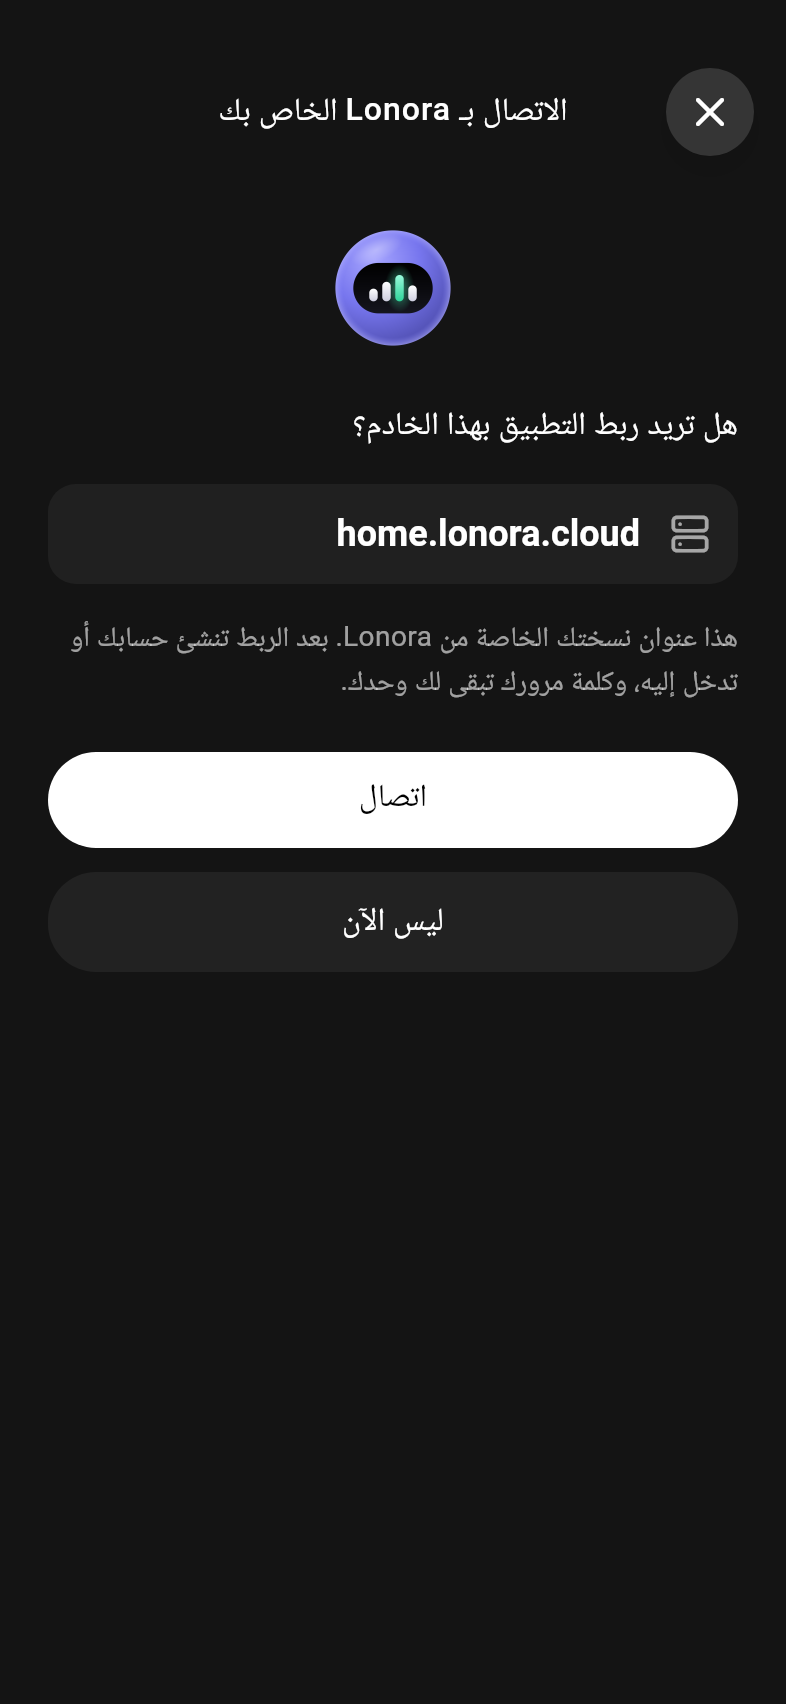 الاتصال بـ Lonora الخاص بك
هل تريد ربط التطبيق بهذا الخادم؟
home.lonora.cloud
هذا عنوان نسختك الخاصة من Lonora. بعد الربط تنشئ حسابك أو
تدخل إليه، وكلمة مرورك تبقى لك وحدك.
اتصال
ليس الآن